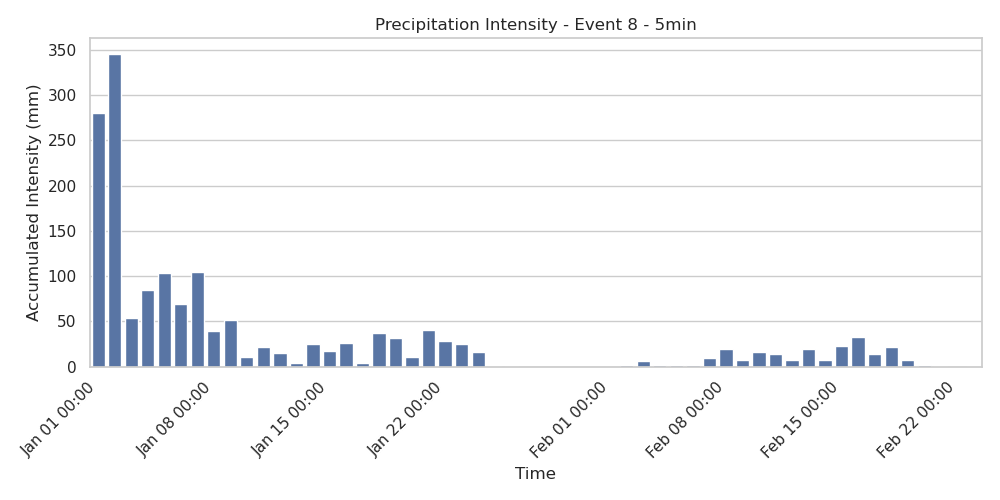 Precipitation Intensity - Event 8 - 5min
Accumulated Intensity (mm)
350
300
250
200
150
100
50
0
Jan 01 00:00
Jan 08 00:00
Jan 15 00:00
Jan 22 00:00
Feb 01 00:00
Feb 08 00:00
Feb 15 00:00
Feb 22 00:00
Time